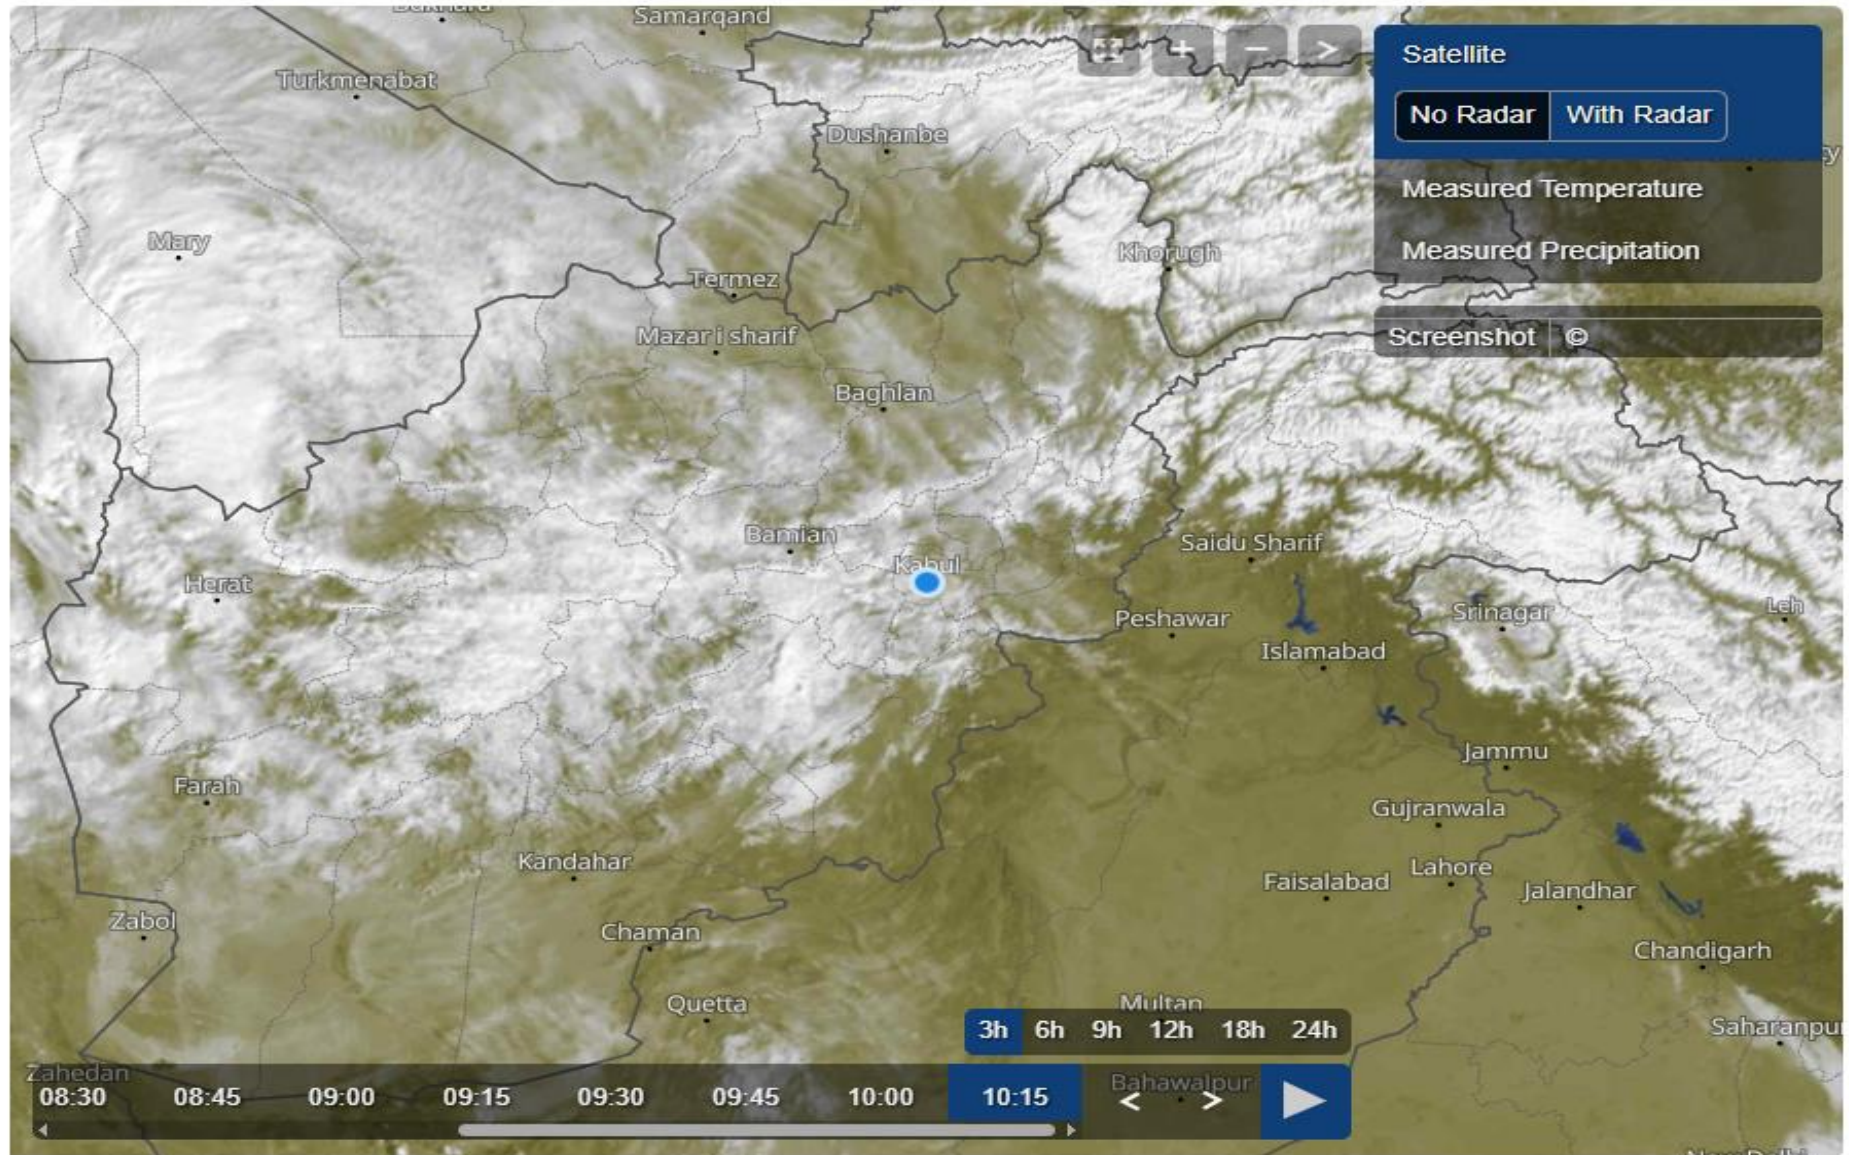 Samarqand
Satellite
Turkmenabat
No Radar
With Radar
Dushanbe
Measured Temperature
Mary
Khorugh
Measured Precipitation
Termez
Mazar i sharif
Screenshot
©
Baghlan
Bamian
Saidu Sharif
Kabul
Herat
Srinagar
Leh
Peshawar
Islamabad
Jammu
Farah
Gujranwala
Kandahar
Lahore
Faisalabad
Jalandhar
Zabol
Chaman
Chandigarh
Quetta
Multan
3h 6h 9h 12h 18h 24h
Saharanpu
Zahedan
Bahawalpur
08:30 08:45 09:00 09:15 09:30 09:45 10:00 10:15
< >